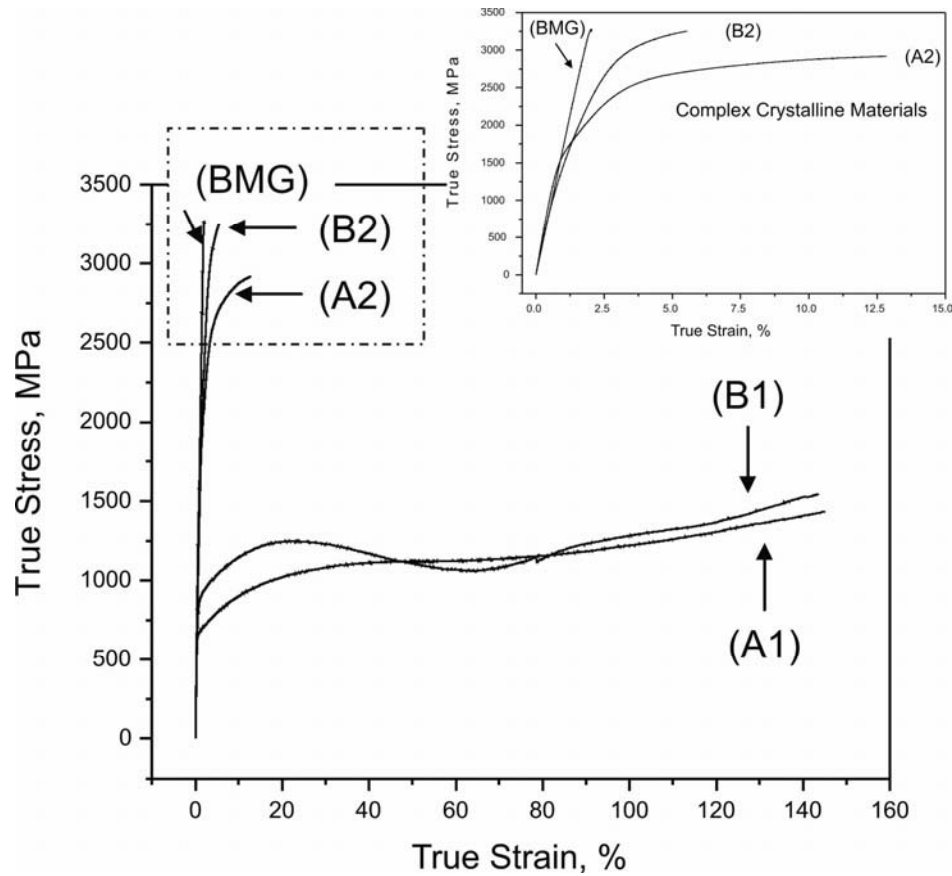 3500
3000
2500
2000
1500
1000
500
0
True Stress, MPa
(BMG)
(B2)
(A2)
Complex Crystalline Materials
0.0 2.5 5.0 7.5 10.0 12.5 15.0
True Strain, %
3500
3000
2500
2000
1500
1000
500
0
True Stress, MPa
(BMG)
(B2)
(A2)
(B1)
(A1)
0 20 40 60 80 100 120 140 160
True Strain, %